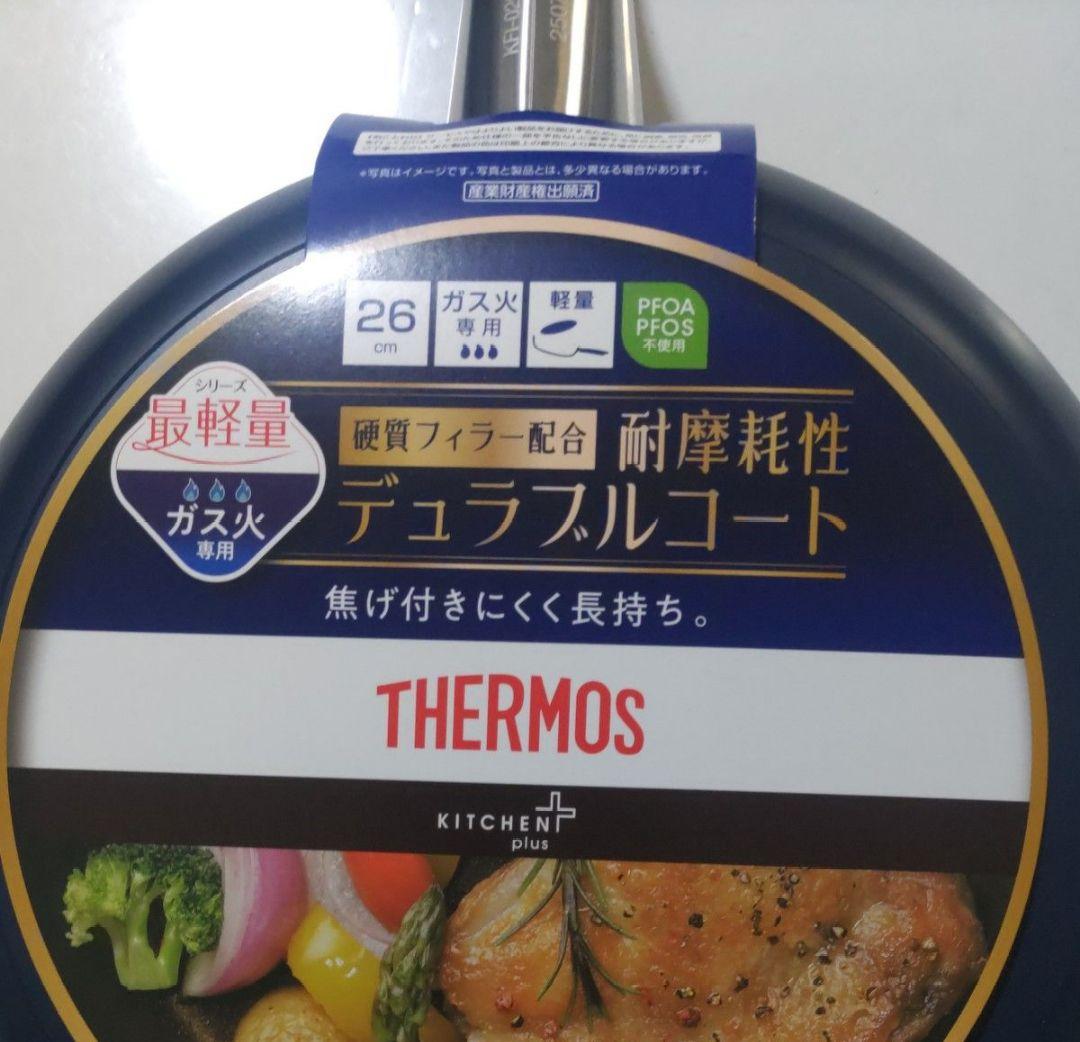 KFI-02
250
*写真はイメージです。写真と製品とは、多少異なる場合があります。
産業財産権出願済
26
cm
ガス火
専用
軽量
PFOA
PFOS
不使用
シリーズ
最軽量
ガス火
専用
硬質フィラー配合 耐摩耗性
デュラブルコート
焦げ付きにくく長持ち。
THERMOS
KITCHEN
plus